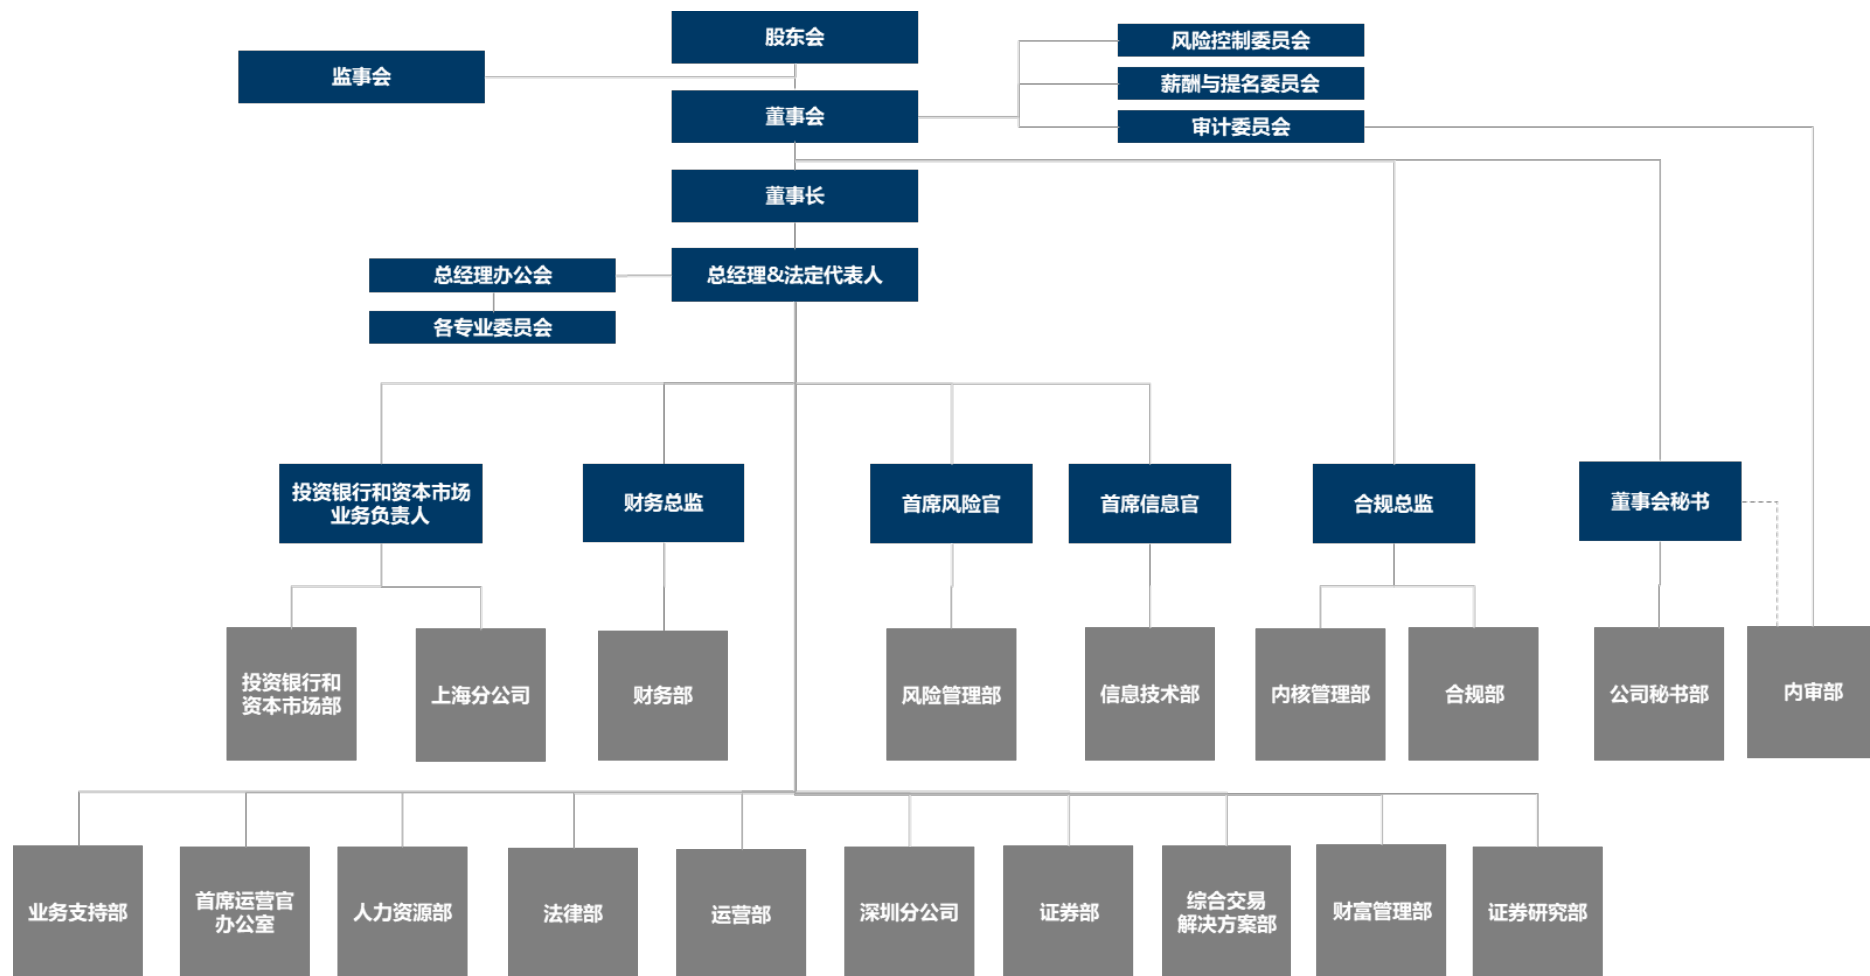 股东会
监事会
风险控制委员会
薪酬与提名委员会
董事会
审计委员会
董事长
总经理&法定代表人
总经理办公会
各专业委员会
投资银行和资本市场
业务负责人
财务总监
首席风险官
首席信息官
合规总监
董事会秘书
投资银行和
资本市场部
上海分公司
财务部
风险管理部
信息技术部
内核管理部
合规部
公司秘书部
内审部
业务支持部
首席运营官
办公室
人力资源部
法律部
运营部
深圳分公司
证券部
综合交易
解决方案部
财富管理部
证券研究部